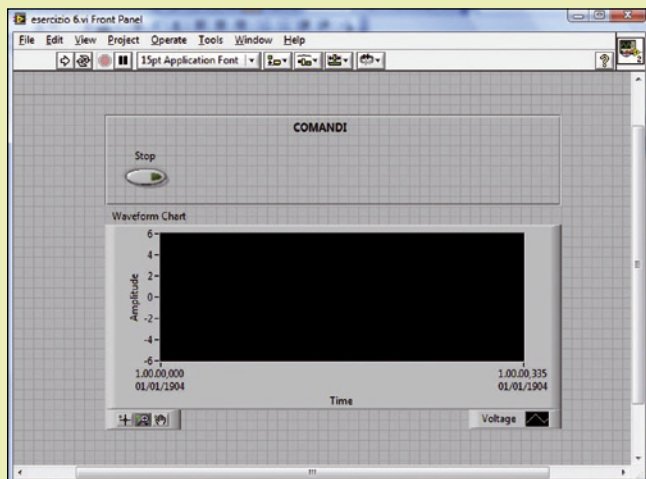 esercizio 6.vi Front Panel
File Edit View Project Operate Tools Window Help
15pt Application Font
?
2
COMANDI
Stop
Waveform Chart
6
4
2
0
-2
-4
-6
Amplitude
1.00.00,000 1.00.00,335
01/01/1904 01/01/1904
Time
Voltage